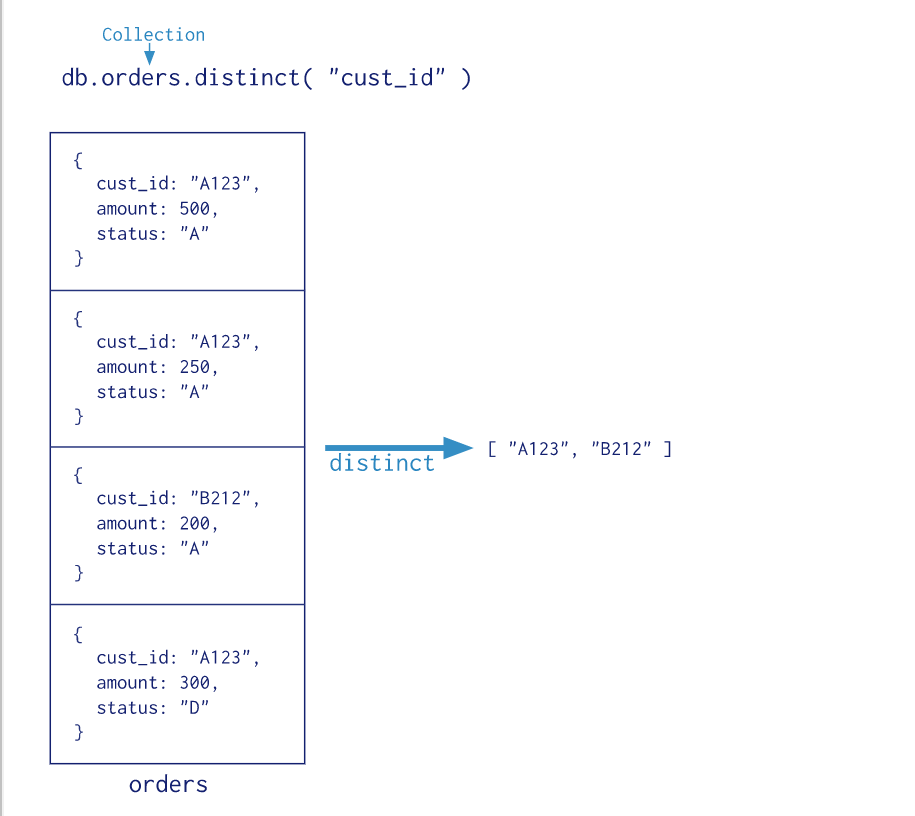 Collection
db.orders.distinct( "cust_id" )
{
cust_id: "A123",
amount: 500,
status: "A"
}
{
cust_id: "A123",
amount: 250,
status: "A"
}
{
cust_id: "B212",
amount: 200,
status: "A"
}
{
cust_id: "A123",
amount: 300,
status: "D"
}
orders
distinct
[ "A123", "B212" ]